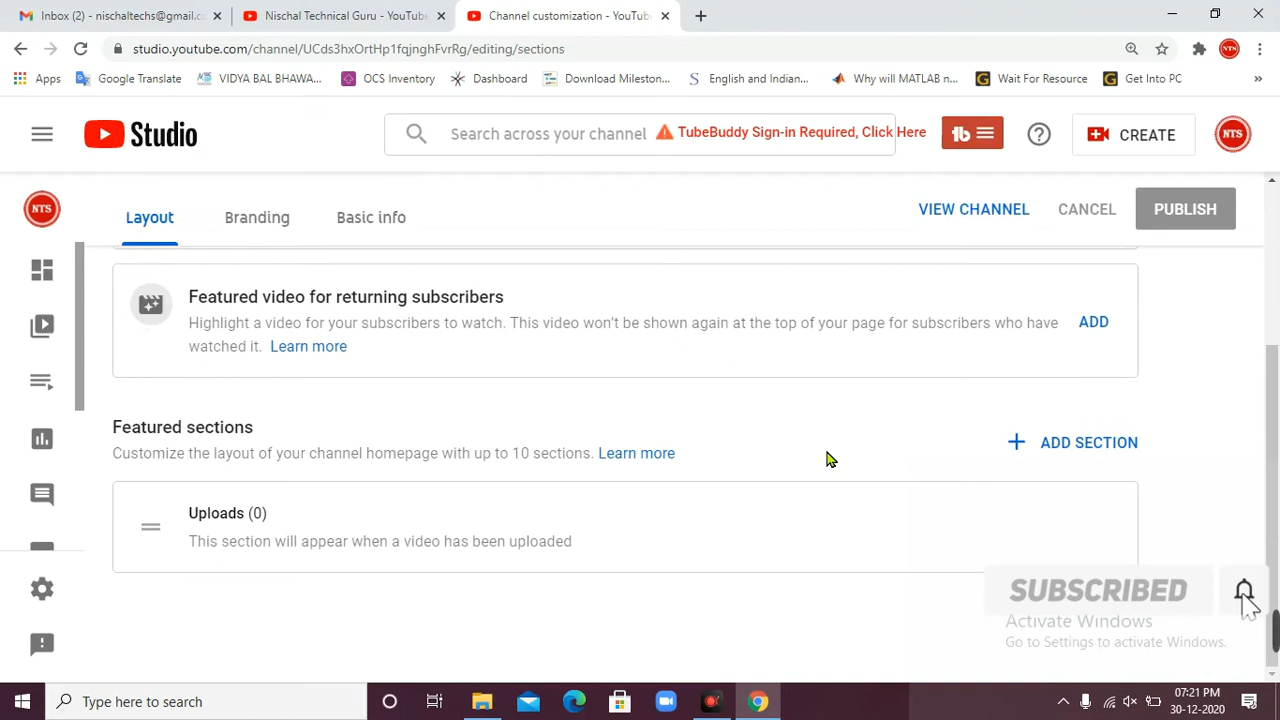 Inbox (2) – nischaltechs@gmail.c
Nischal Technical Guru - YouTube
Channel customization - YouTube
studio.youtube.com/channel/UCds3hxOrtHp1fqjnghFvrRg/editing/sections
NTS
Apps
Google Translate
VIDYA BAL BHAWA...
OCS Inventory
Dashboard
Download Mileston...
English and Indian...
Why will MATLAB n...
Wait For Resource
Get Into PC
»
Studio
Search across your channel
TubeBuddy Sign-in Required, Click Here
tb
CREATE
NTS
NTS
Layout
Branding
Basic info
VIEW CHANNEL
CANCEL
PUBLISH
Featured video for returning subscribers
Highlight a video for your subscribers to watch. This video won't be shown again at the top of your page for subscribers who have
ADD
watched it. Learn more
Featured sections
+ ADD SECTION
Customize the layout of your channel homepage with up to 10 sections. Learn more
Uploads (0)
This section will appear when a video has been uploaded
SUBSCRIBED
Activate Windows
Go to Settings to activate Windows.
Type here to search
07:21 PM
30-12-2020